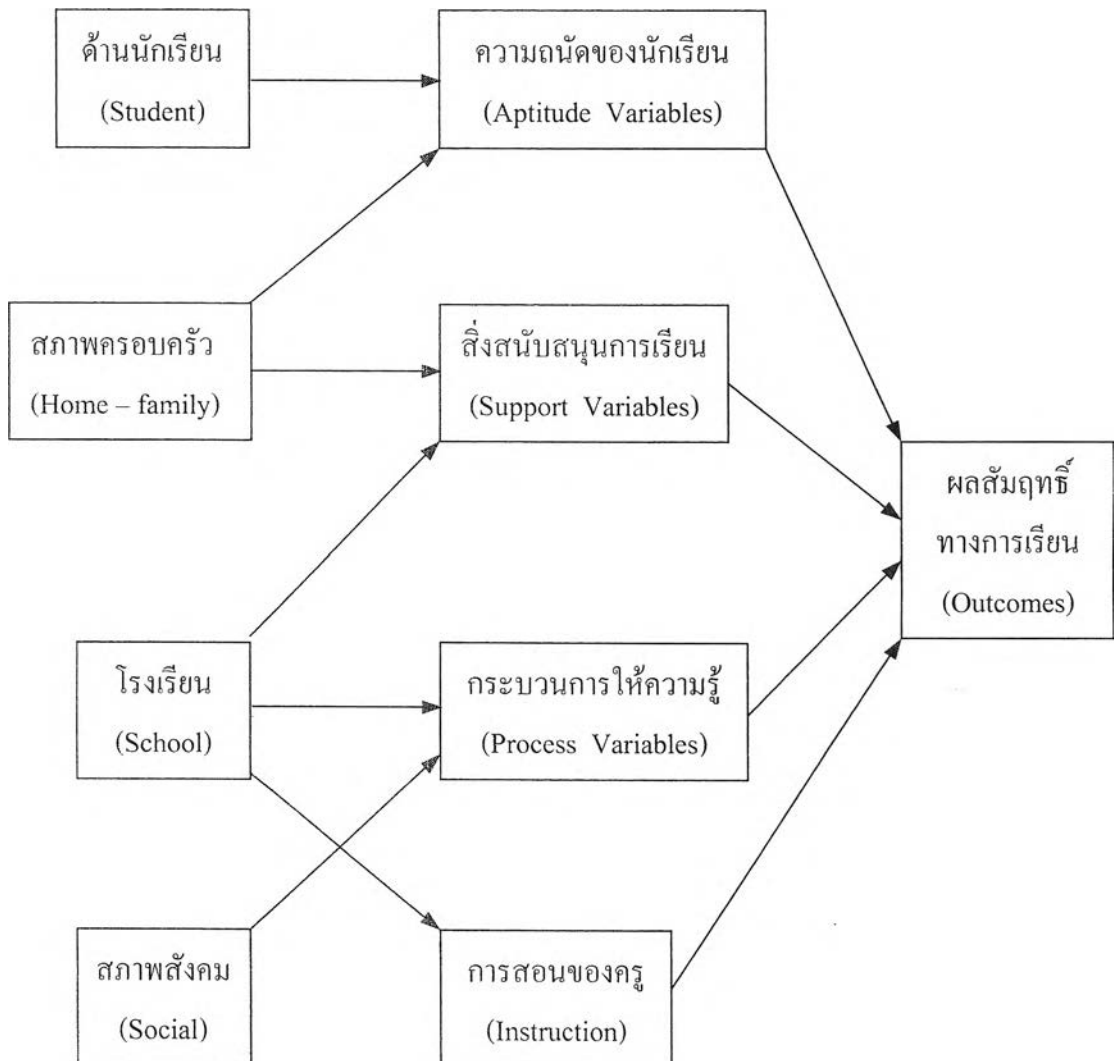 ด้านนักเรียน
(Student)
ความถนัดของนักเรียน
(Aptitude Variables)
สภาพครอบครัว
(Home – family)
สิ่งสนับสนุนการเรียน
(Support Variables)
ผลสัมฤทธิ์
ทางการเรียน
(Outcomes)
โรงเรียน
(School)
กระบวนการให้ความรู้
(Process Variables)
สภาพสังคม
(Social)
การสอนของครู
(Instruction)